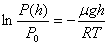 ln P(h)/P₀ = −μgh/RT